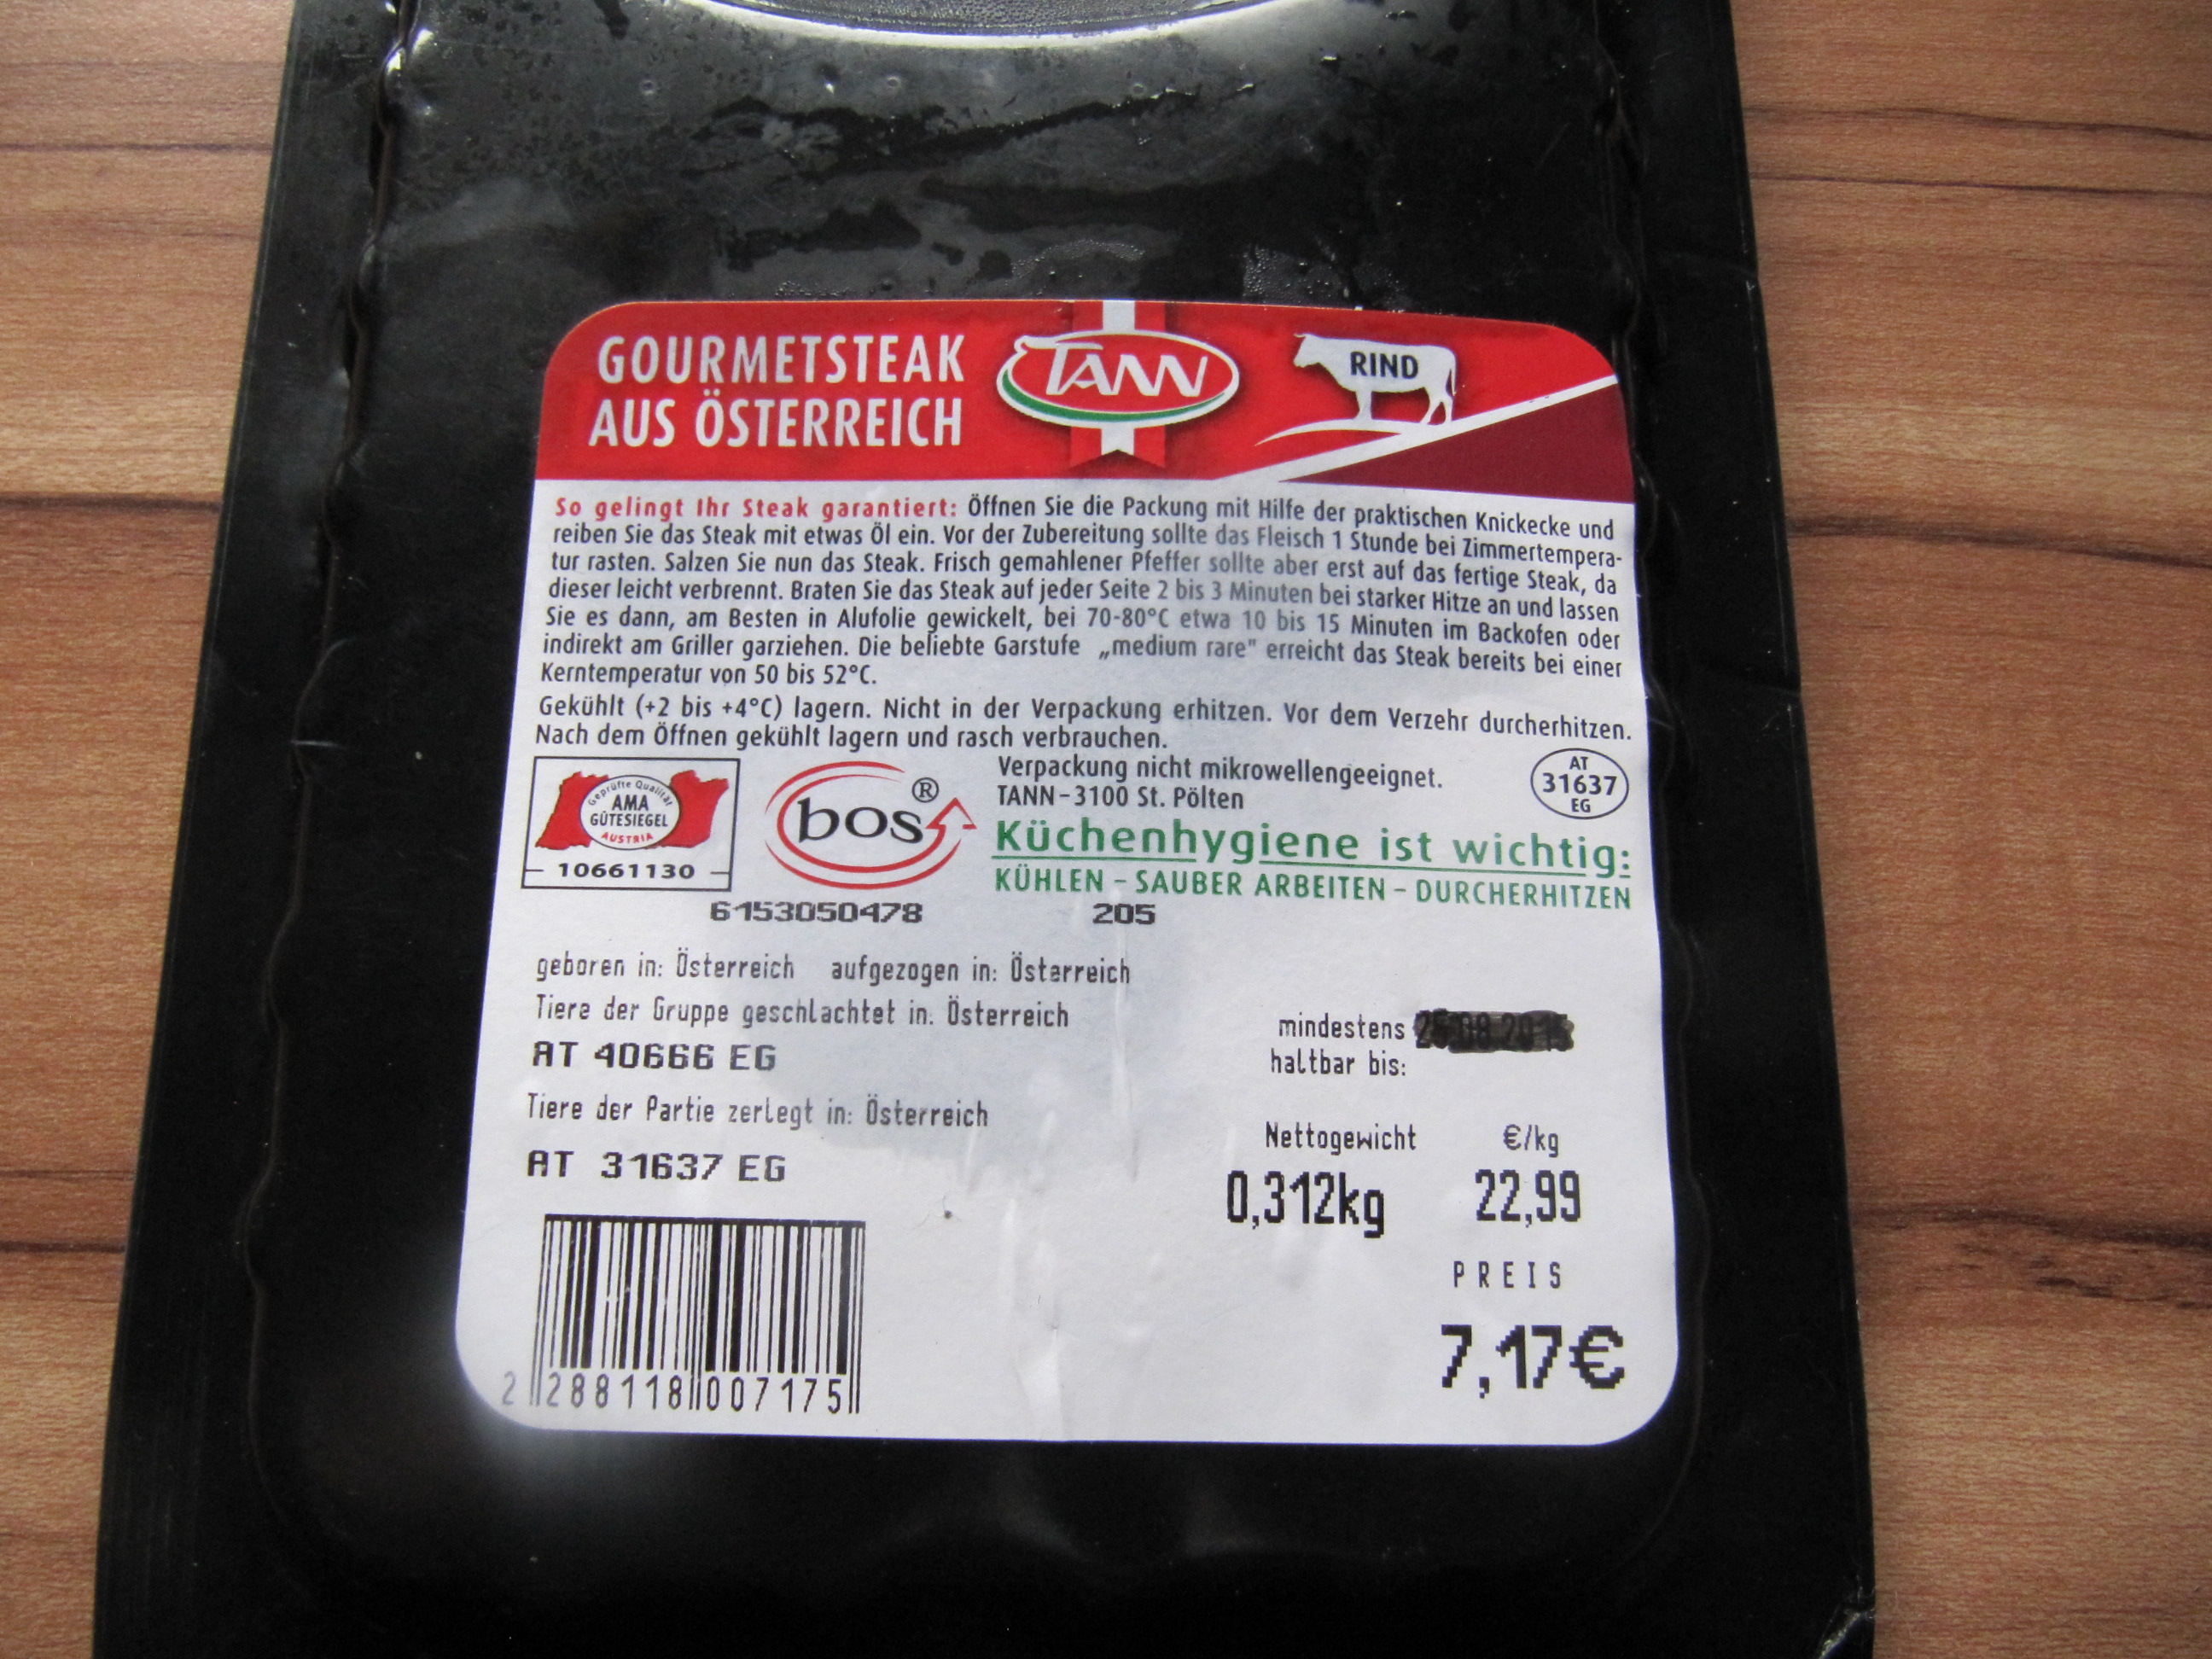 GOURMETSTEAK
AUS ÖSTERREICH
TANN
RIND
So gelingt Ihr Steak garantiert: Öffnen Sie die Packung mit Hilfe der praktischen Knickecke und
reiben Sie das Steak mit etwas Öl ein. Vor der Zubereitung sollte das Fleisch 1 Stunde bei Zimmertempera-
tur rasten. Salzen Sie nun das Steak. Frisch gemahlener Pfeffer sollte aber erst auf das fertige Steak, da
dieser leicht verbrennt. Braten Sie das Steak auf jeder Seite 2 bis 3 Minuten bei starker Hitze an und lassen
Sie es dann, am Besten in Alufolie gewickelt, bei 70-80°C etwa 10 bis 15 Minuten im Backofen oder
indirekt am Griller garziehen. Die beliebte Garstufe „medium rare" erreicht das Steak bereits bei einer
Kerntemperatur von 50 bis 52°C.
Gekühlt (+2 bis +4°C) lagern. Nicht in der Verpackung erhitzen. Vor dem Verzehr durcherhitzen.
Nach dem Öffnen gekühlt lagern und rasch verbrauchen.
Geprüfte Qualität
AMA
GÜTESIEGEL
AUSTRIA
10661130
bos®
Verpackung nicht mikrowellengeeignet.
TANN-3100 St. Pölten
AT
31637
EG
Küchenhygiene ist wichtig:
KÜHLEN - SAUBER ARBEITEN - DURCHERHITZEN
6153050478 205
geboren in: Österreich aufgezogen in: Österreich
Tiere der Gruppe geschlachtet in: Österreich
AT 40666 EG
Tiere der Partie zerlegt in: Österreich
AT 31637 EG
mindestens
haltbar bis:
Nettogewicht €/kg
0,312kg 22,99
PREIS
7,17€
2 288118 007175